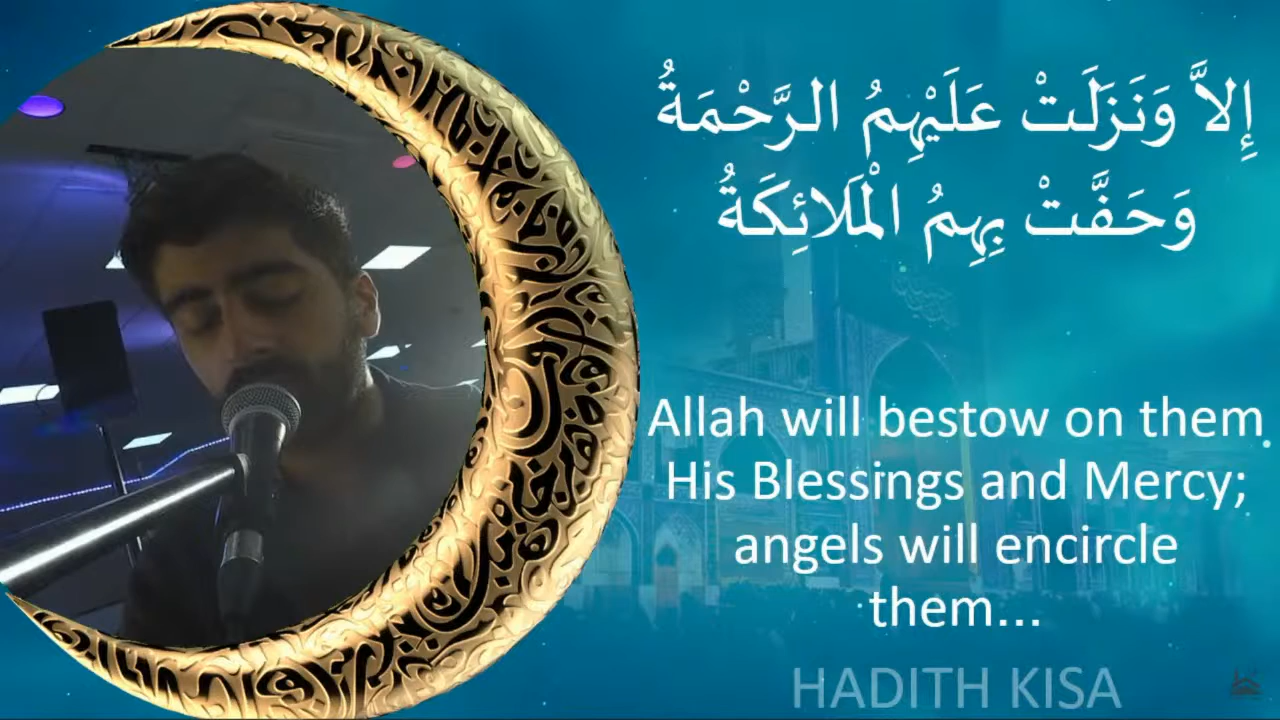 إِلاَّ وَنَزَلَتْ عَلَيْهِمُ الرَّحْمَةُ
وَحَفَّتْ بِهِمُ الْمَلائِكَةُ
Allah will bestow on them
His Blessings and Mercy;
angels will encircle
them...
HADITH KISA